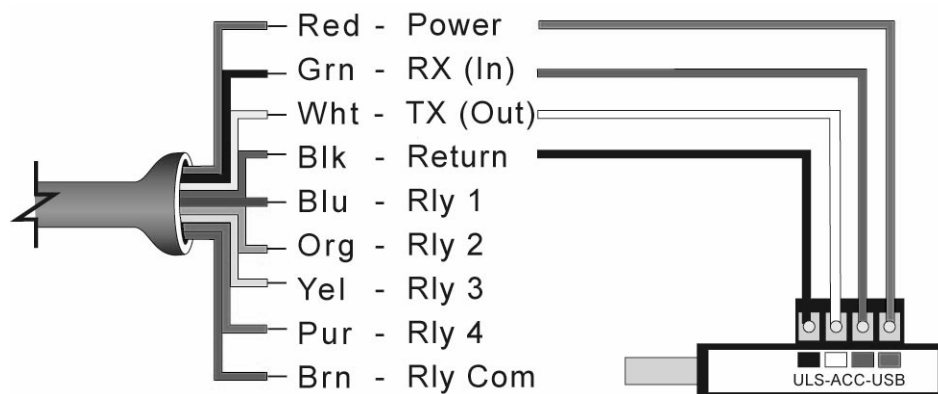 Red - Power
Grn - RX (In)
Wht - TX (Out)
Blk - Return
Blu - Rly 1
Org - Rly 2
Yel - Rly 3
Pur - Rly 4
Brn - Rly Com
ULS-ACC-USB